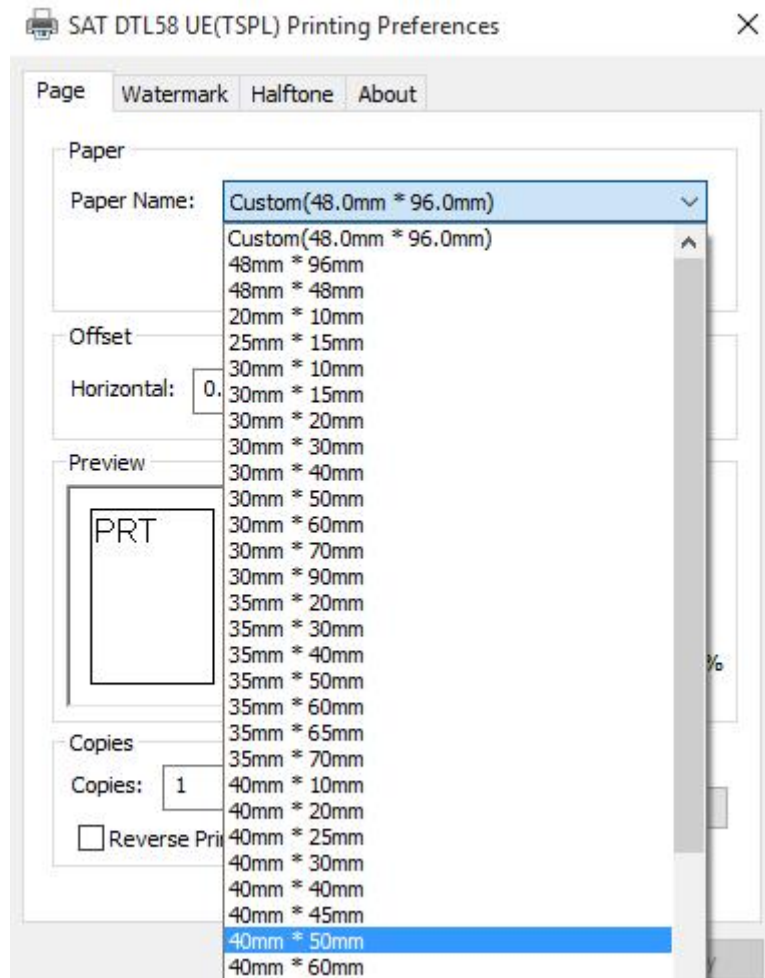 SAT DTL58 UE(TSPL) Printing Preferences
Page Watermark Halftone About
Paper
Paper Name: Custom(48.0mm * 96.0mm)
Custom(48.0mm * 96.0mm)
48mm * 96mm
48mm * 48mm
20mm * 10mm
Offset
25mm * 15mm
30mm * 10mm
Horizontal: 0.
30mm * 15mm
30mm * 20mm
30mm * 30mm
Preview
30mm * 40mm
30mm * 50mm
PRT
30mm * 60mm
30mm * 70mm
30mm * 90mm
35mm * 20mm
35mm * 30mm
35mm * 40mm
%
35mm * 50mm
35mm * 60mm
35mm * 65mm
Copies
35mm * 70mm
Copies: 1
40mm * 10mm
40mm * 20mm
Reverse Pri
40mm * 25mm
40mm * 30mm
40mm * 40mm
40mm * 45mm
40mm * 50mm
40mm * 60mm